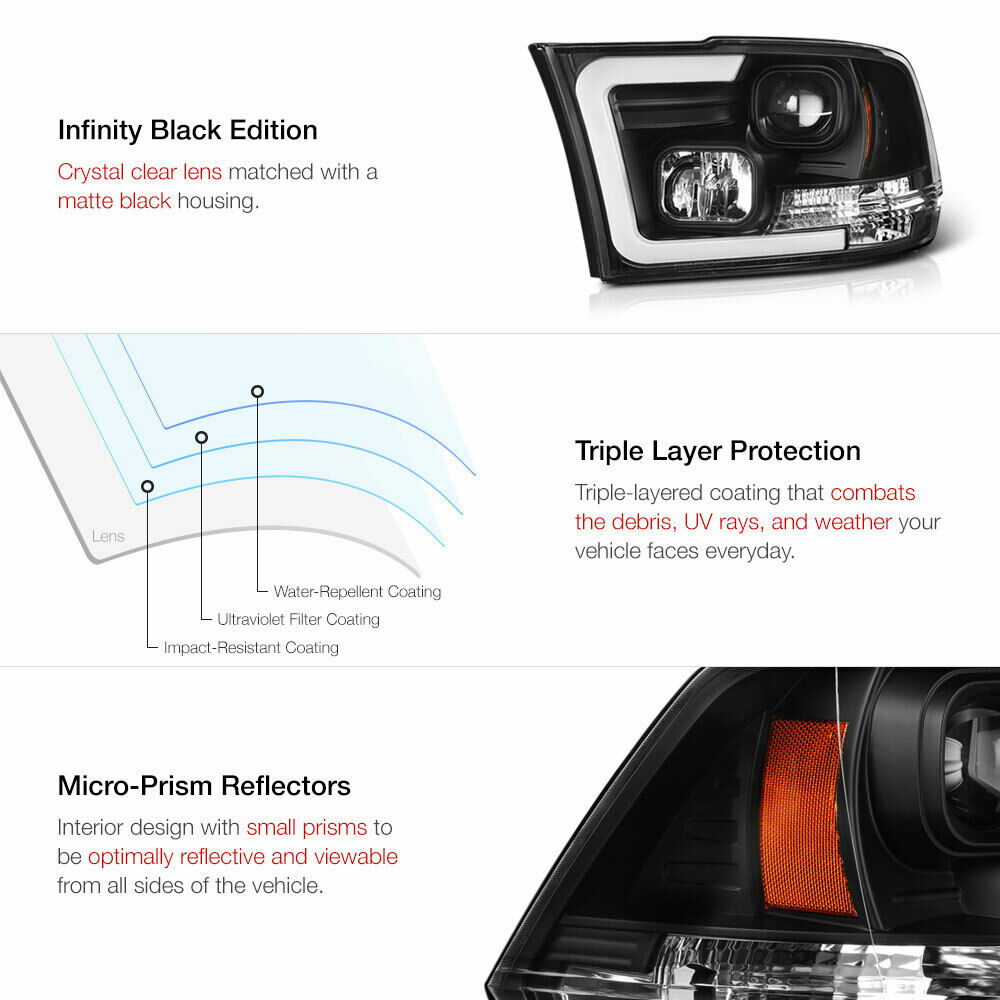 Infinity Black Edition
Crystal clear lens matched with a
matte black housing.
Lens
Water-Repellent Coating
Ultraviolet Filter Coating
Impact-Resistant Coating
Triple Layer Protection
Triple-layered coating that combats
the debris, UV rays, and weather your
vehicle faces everyday.
Micro-Prism Reflectors
Interior design with small prisms to
be optimally reflective and viewable
from all sides of the vehicle.